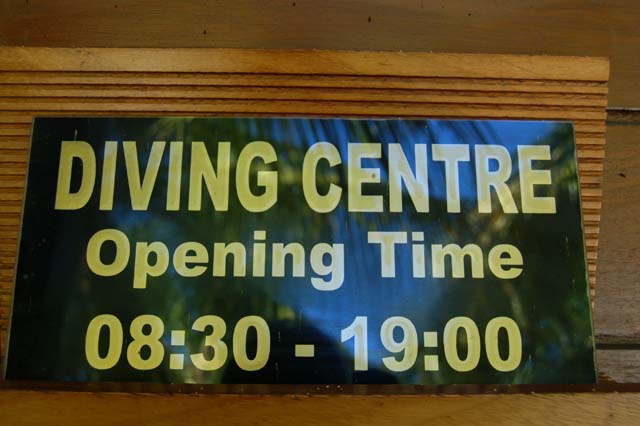 DIVING CENTRE
Opening Time
08:30 - 19:00